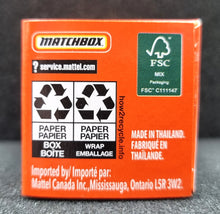 MATCHBOX
? service.mattel.com
FSC
MIX
Packaging
FSC® C111147
PAPER
PAPIER
PAPER
PAPIER
BOX
BOÎTE
WRAP
EMBALLAGE
how2recycle.info
MADE IN THAILAND.
FABRIQUÉ EN
THAÏLANDE.
Imported by/ Importé par:
Mattel Canada Inc., Mississauga, Ontario L5R 3W2.